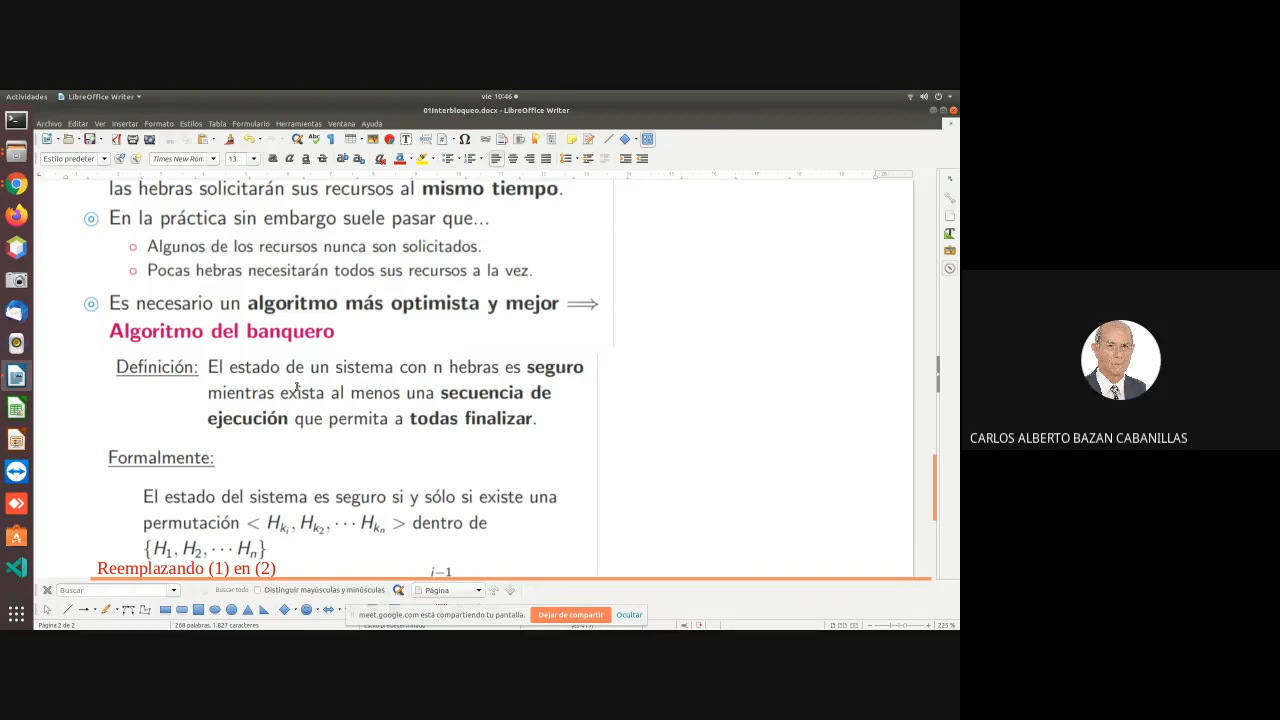 Actividades LibreOffice Writer vie 10:46
01Interbloqueo.docx - LibreOffice Writer
Archivo Editar Ver Insertar Formato Estilos Tabla Formulario Herramientas Ventana Ayuda
Estilo predeter Times New Rom 13
las hebras solicitarán sus recursos al mismo tiempo.
En la práctica sin embargo suele pasar que...
Algunos de los recursos nunca son solicitados.
Pocas hebras necesitarán todos sus recursos a la vez.
Es necesario un algoritmo más optimista y mejor ⟹
Algoritmo del banquero
Definición: El estado de un sistema con n hebras es seguro
mientras exista al menos una secuencia de
ejecución que permita a todas finalizar.
Formalmente:
El estado del sistema es seguro si y sólo si existe una
permutación < H_{k_i}, H_{k_2}, ··· H_{k_n} > dentro de
{H_1, H_2, ··· H_n}
Reemplazando (1) en (2)
i−1
Buscar Buscar todo Distinguir mayúsculas y minúsculas Página
meet.google.com está compartiendo tu pantalla. Dejar de compartir Ocultar
Página 2 de 2 268 palabras, 1.827 caracteres 225 %
CARLOS ALBERTO BAZAN CABANILLAS